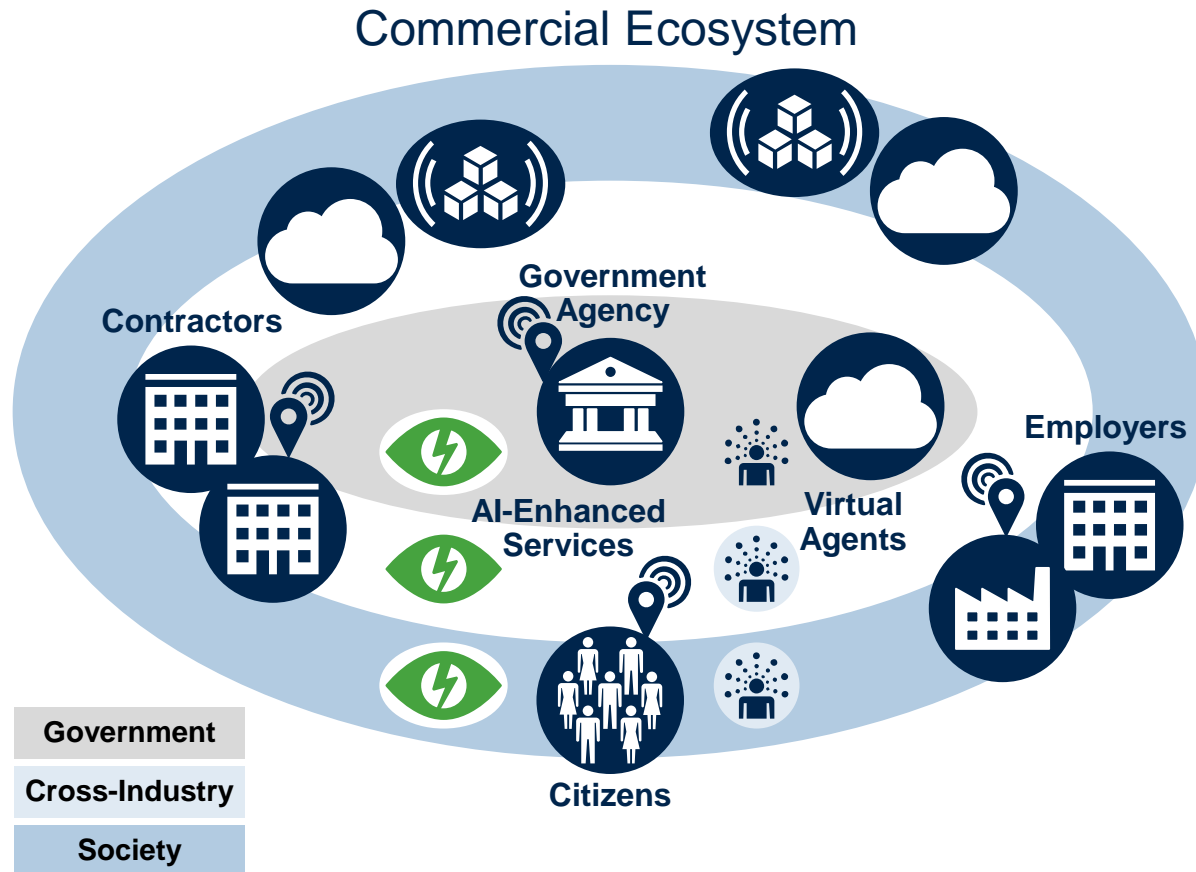 Commercial Ecosystem
Government
Agency
Contractors
Employers
AI-Enhanced
Services
Virtual
Agents
Citizens
Government
Cross-Industry
Society